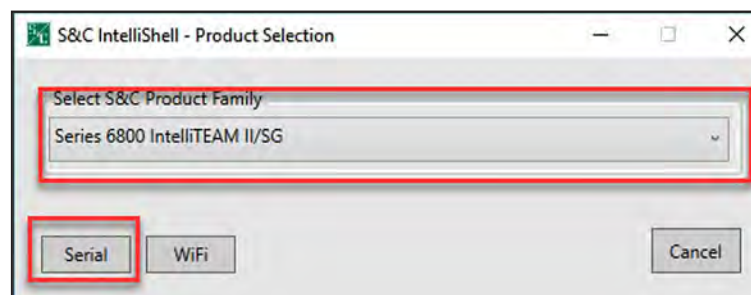 S&C IntelliShell - Product Selection
Select S&C Product Family
Series 6800 IntelliTEAM II/SG
Serial WiFi Cancel